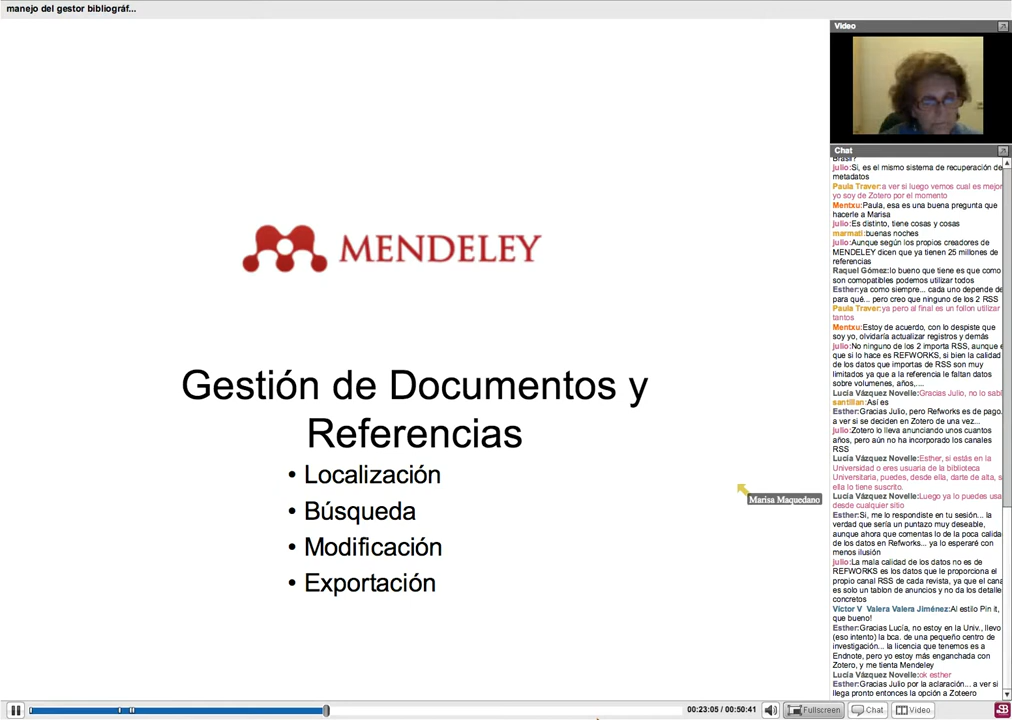 manejo del gestor bibliográf...
MENDELEY
Gestión de Documentos y
Referencias
• Localización
• Búsqueda
• Modificación
• Exportación
Marisa Maquedano
Video
Chat
Brasil?
julio:Si, es el mismo sistema de recuperación de
metadatos
Paula Traver:a ver si luego vemos cual es mejor
yo soy de Zotero por el momento
Mentxu:Paula, esa es una buena pregunta que
hacerle a Marisa
julio:Es distinto, tiene cosas y cosas
marmati:buenas noches
julio:Aunque según los propios creadores de
MENDELEY dicen que ya tienen 25 millones de
referencias
Raquel Gómez:lo bueno que tiene es que como
son comopatibles podemos utilizar todos
Esther:ya como siempre... cada uno depende de
para qué... pero creo que ninguno de los 2 RSS
Paula Traver:ya pero al final es un follon utilizar
tantos
Mentxu:Estoy de acuerdo, con lo despiste que
soy yo, olvidaría actualizar registros y demás
julio:No ninguno de los 2 importa RSS, aunque e
que si lo hace es REFWORKS, si bien la calidad
de los datos que importas de RSS son muy
limitados ya que a la referencia le faltan datos
sobre volumenes, años,....
Lucía Vázquez Novelle:Gracias Julio, no lo sabí
santillan:Así es
Esther:Gracias Julio, pero Refworks es de pago.
a ver si se deciden en Zotero de una vez...
julio:Zotero lo lleva anunciando unos cuantos
años, pero aún no ha incorporado los canales
RSS
Lucía Vázquez Novelle:Esther, si estás en la
Universidad o eres usuaria de la biblioteca
Universitaria, puedes, desde ella, darte de alta, s
ella lo tiene suscrito.
Lucía Vázquez Novelle:Luego ya lo puedes usa
desde cualquier sitio
Esther:Si, me lo respondiste en tu sesión... la
verdad que sería un puntazo muy deseable,
aunque ahora que comentas lo de la poca calida
de los datos en Refworks... ya lo esperaré con
menos ilusión
julio:La mala calidad de los datos no es de
REFWORKS es los datos que le proporciona el
propio canal RSS de cada revista, ya que el cana
es solo un tablon de anuncios y no da los detalle
concretos
Víctor V Valera Valera Jiménez:Al estilo Pin it,
que bueno!
Esther:Gracias Lucía, no estoy en la Univ., llevo
(eso intento) la bca. de una pequeño centro de
investigación... la licencia que tenemos es a
Endnote, pero yo estoy más enganchada con
Zotero, y me tienta Mendeley
Lucía Vázquez Novelle:ok esther
Esther:Gracias Julio por la aclaración... a ver si
llega pronto entonces la opción a Zoteero
00:23:05 / 00:50:41
Fullscreen
Chat
Video
SB